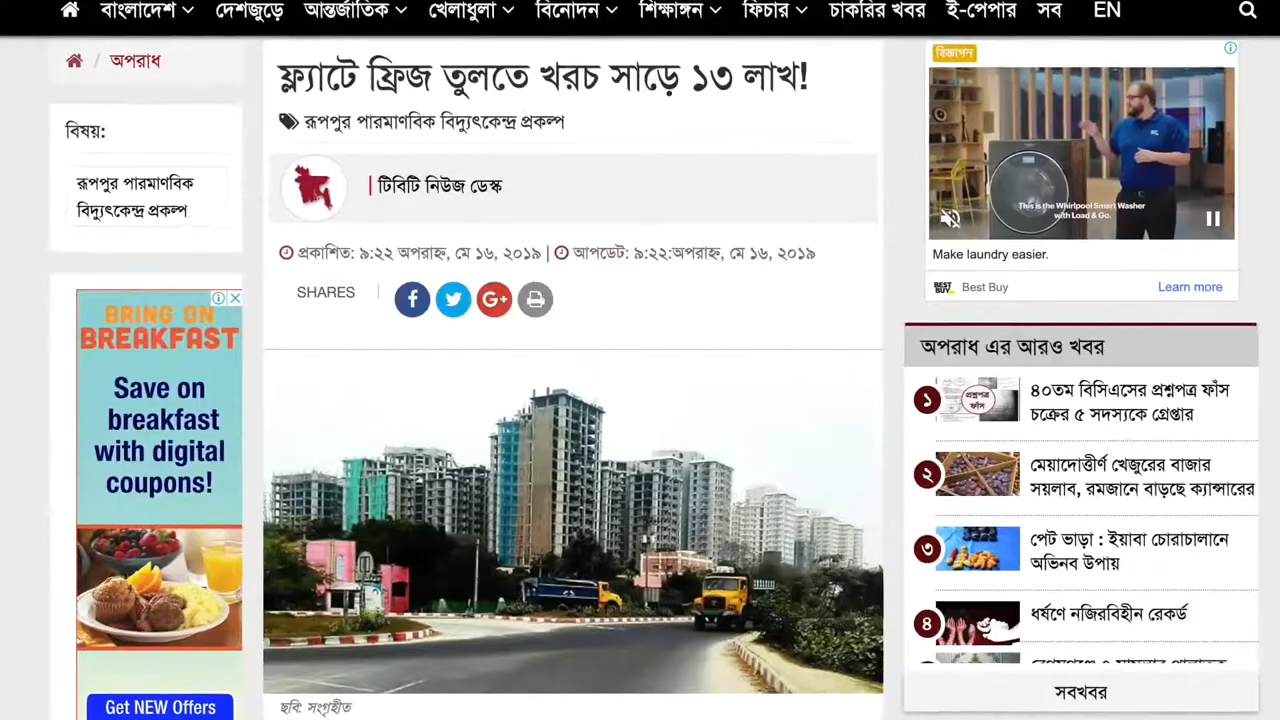 বাংলাদেশ দেশজুড়ে আন্তর্জাতিক খেলাধুলা বিনোদন শিক্ষাঙ্গন ফিচার চাকরির খবর ই-পেপার সব EN
/ অপরাধ
বিষয়:
রূপপুর পারমাণবিক
বিদ্যুৎকেন্দ্র প্রকল্প
BRING ON
BREAKFAST
Save on
breakfast
with digital
coupons!
Get NEW Offers
ফ্ল্যাটে ফ্রিজ তুলতে খরচ সাড়ে ১৩ লাখ!
রূপপুর পারমাণবিক বিদ্যুৎকেন্দ্র প্রকল্প
টিবিটি নিউজ ডেস্ক
প্রকাশিত: ৯:২২ অপরাহ্ন, মে ১৬, ২০১৯ | আপডেট: ৯:২২:অপরাহ্ন, মে ১৬, ২০১৯
SHARES
ছবি: সংগৃহীত
বিজ্ঞাপন
This is the Whirlpool Smart Washer
with Load & Go.
Make laundry easier.
BEST BUY Best Buy Learn more
অপরাধ এর আরও খবর
১ প্রশ্নপত্র ফাঁস ৪০তম বিসিএসের প্রশ্নপত্র ফাঁস
চক্রের ৫ সদস্যকে গ্রেপ্তার
২ মেয়াদোত্তীর্ণ খেজুরের বাজার
সয়লাব, রমজানে বাড়ছে ক্যান্সারের
৩ পেট ভাড়া : ইয়াবা চোরাচালানে
অভিনব উপায়
৪ ধর্ষণে নজিরবিহীন রেকর্ড
সবখবর